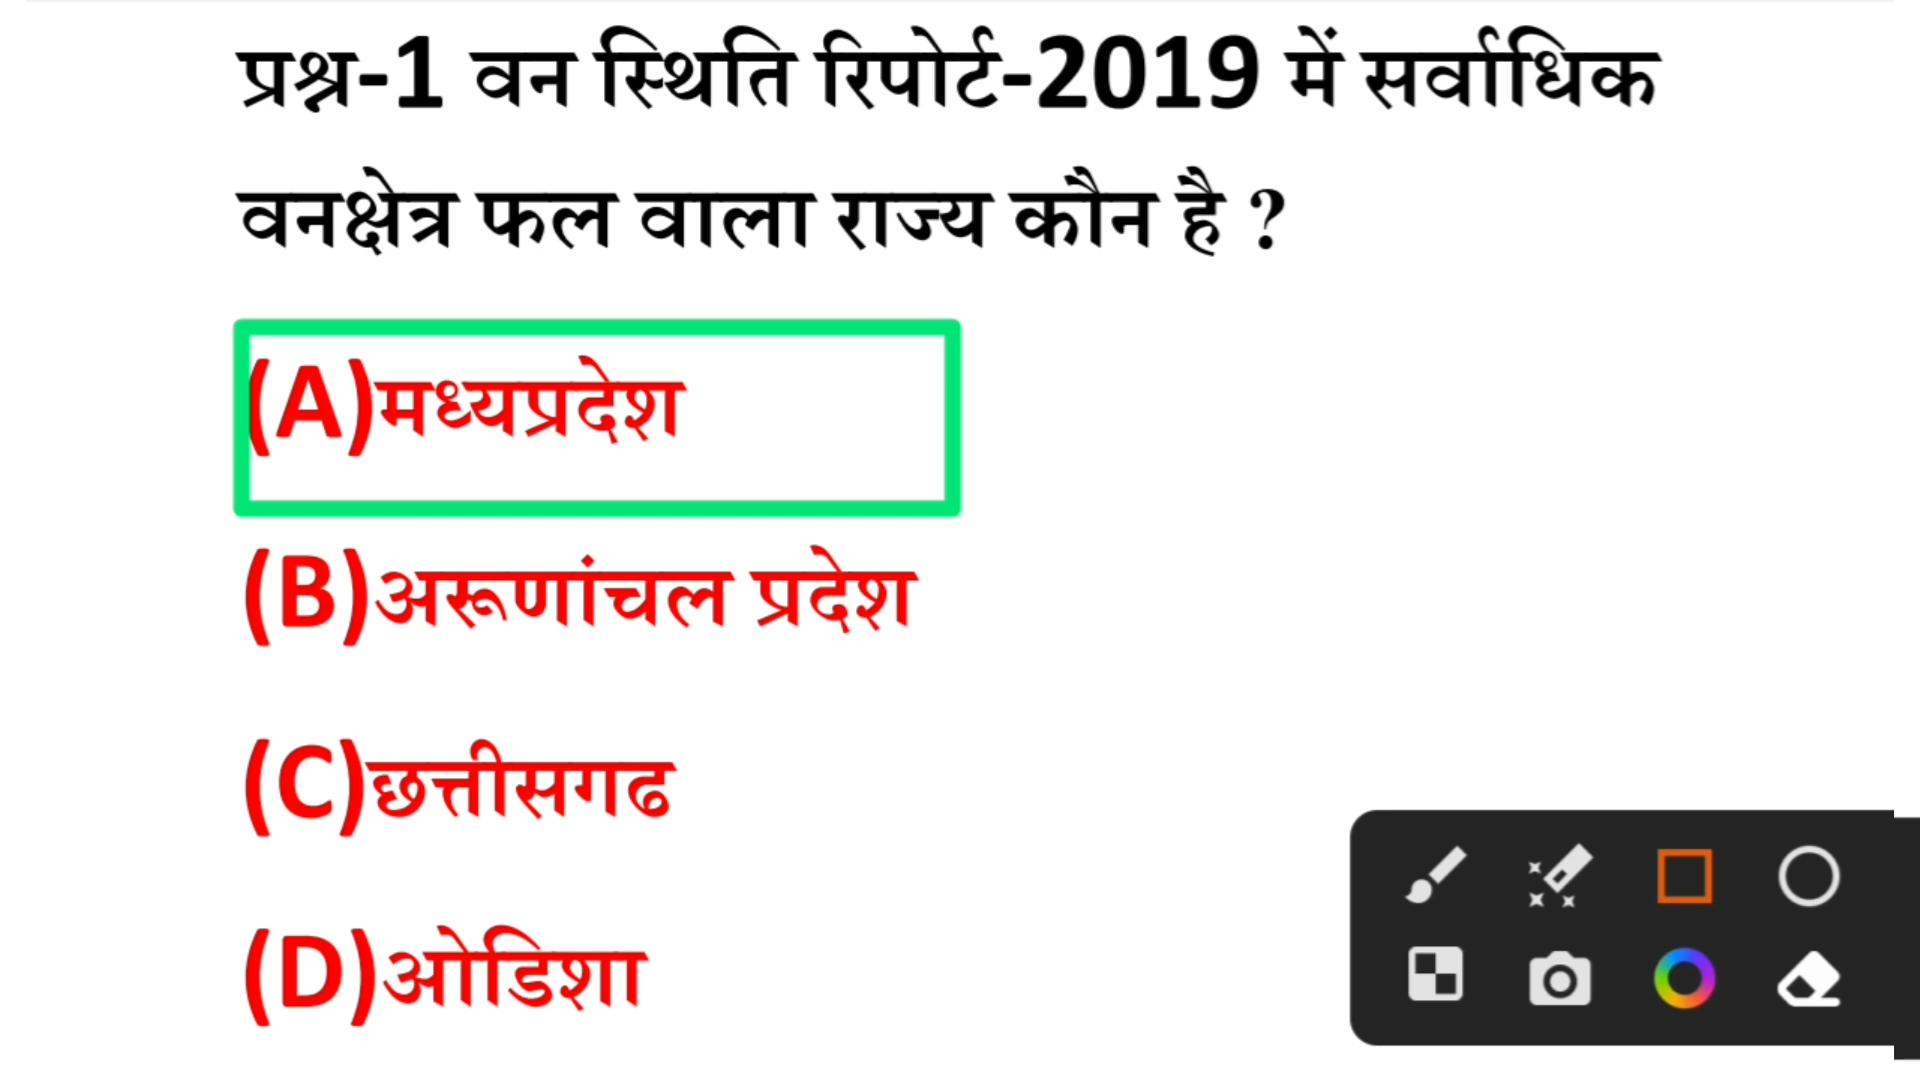 प्रश्न-1 वन स्थिति रिपोर्ट-2019 में सर्वाधिक
वनक्षेत्र फल वाला राज्य कौन है ?
(A)मध्यप्रदेश
(B)अरूणांचल प्रदेश
(C)छत्तीसगढ
(D)ओडिशा